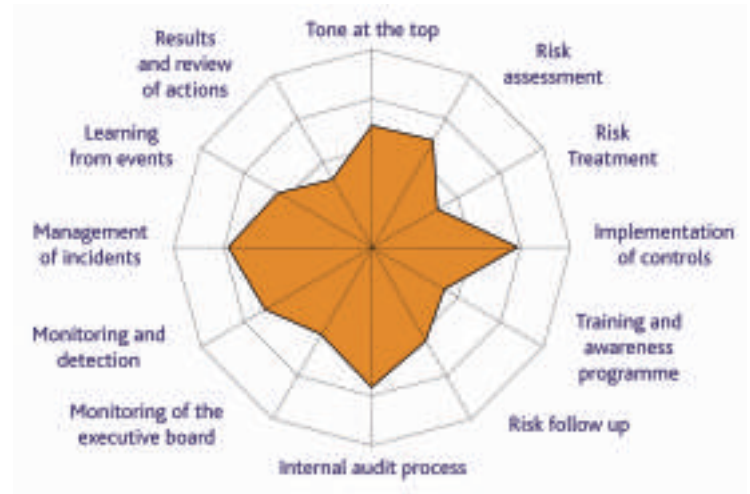 Tone at the top
Risk
assessment
Risk
Treatment
Implementation
of controls
Training and
awareness
programme
Risk follow up
Internal audit process
Monitoring of the
executive board
Monitoring and
detection
Management
of incidents
Learning
from events
Results
and review
of actions